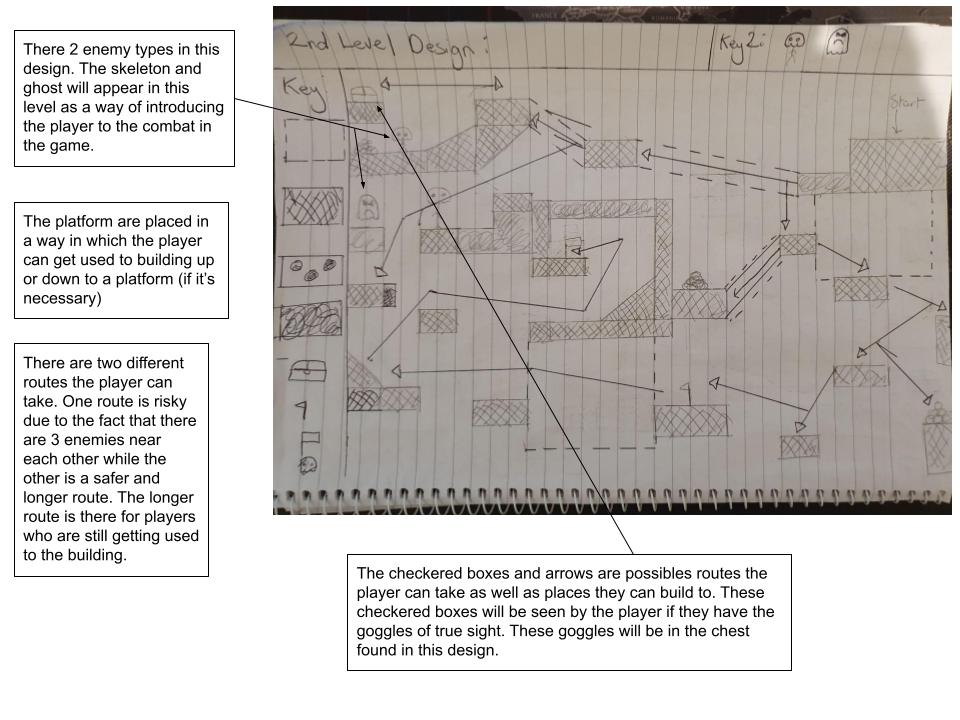 There 2 enemy types in this
design. The skeleton and
ghost will appear in this
level as a way of introducing
the player to the combat in
the game.
The platform are placed in
a way in which the player
can get used to building up
or down to a platform (if it's
necessary)
There are two different
routes the player can
take. One route is risky
due to the fact that there
are 3 enemies near
each other while the
other is a safer and
longer route. The longer
route is there for players
who are still getting used
to the building.
2nd Level Design:
Key 2:
Key
Start
The checkered boxes and arrows are possibles routes the
player can take as well as places they can build to. These
checkered boxes will be seen by the player if they have the
goggles of true sight. These goggles will be in the chest
found in this design.